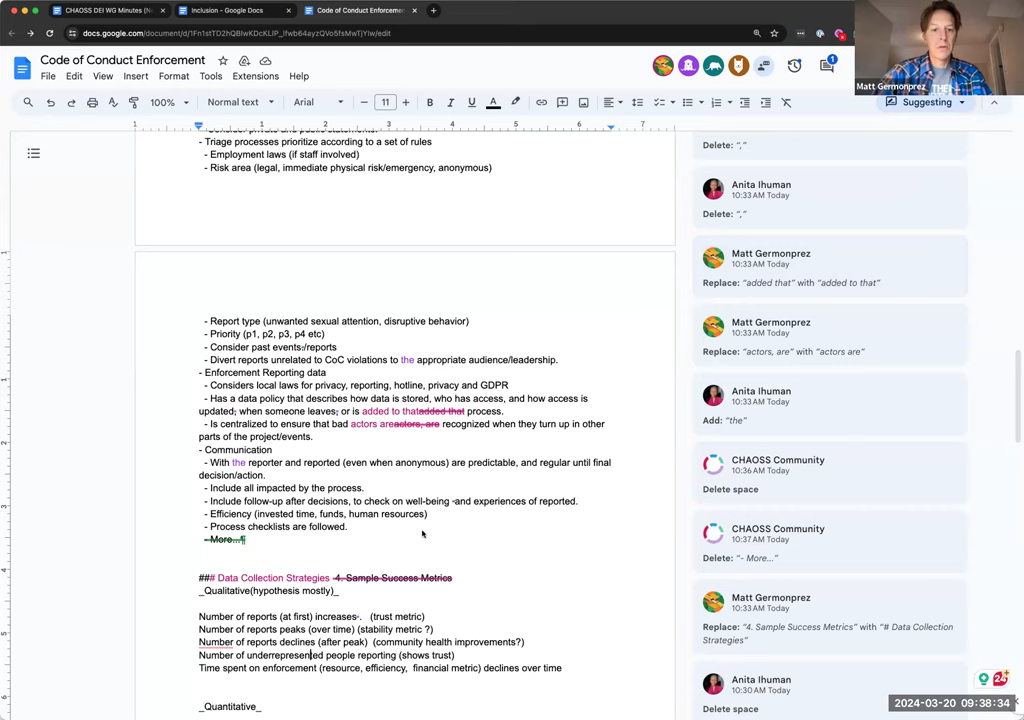 CHAOSS DEI WG Minutes (N
Inclusion - Google Docs
Code of Conduct Enforcemen
docs.google.com/document/d/1Fn1stTD2hQBIwKDcKLIP_Ifwb64ayzQVo5fsMwTjYlw/edit
Matt Germonprez
Code of Conduct Enforcement
File Edit View Insert Format Tools Extensions Help
1
100% Normal text Arial 11 Suggesting
1 1 2 3 4 5 6 7
- Triage processes prioritize according to a set of rules
- Employment laws (if staff involved)
- Risk area (legal, immediate physical risk/emergency, anonymous)
- Report type (unwanted sexual attention, disruptive behavior)
- Priority (p1, p2, p3, p4 etc)
- Consider past events:/reports
- Divert reports unrelated to CoC violations to the appropriate audience/leadership.
- Enforcement Reporting data
- Considers local laws for privacy, reporting, hotline, privacy and GDPR
- Has a data policy that describes how data is stored, who has access, and how access is
updated, when someone leaves, or is added to thatadded that process.
- Is centralized to ensure that bad actors areactors, are recognized when they turn up in other
parts of the project/events.
- Communication
- With the reporter and reported (even when anonymous) are predictable, and regular until final
decision/action.
- Include all impacted by the process.
- Include follow-up after decisions, to check on well-being -and experiences of reported.
- Efficiency (invested time, funds, human resources)
- Process checklists are followed.
- More...¶
### Data Collection Strategies 4. Sample Success Metrics
_Qualitative(hypothesis mostly)_
Number of reports (at first) increases-. (trust metric)
Number of reports peaks (over time) (stability metric ?)
Number of reports declines (after peak) (community health improvements?)
Number of underrepresented people reporting (shows trust)
Time spent on enforcement (resource, efficiency, financial metric) declines over time
_Quantitative_
Delete: “,”
Anita Ihuman
10:33 AM Today
Delete: “,”
Matt Germonprez
10:33 AM Today
Replace: “added that” with “added to that”
Matt Germonprez
10:33 AM Today
Replace: “actors, are” with “actors are”
Anita Ihuman
10:33 AM Today
Add: “the”
CHAOSS Community
10:36 AM Today
Delete space
CHAOSS Community
10:37 AM Today
Delete: “- More...”
Matt Germonprez
10:33 AM Today
Replace: “4. Sample Success Metrics” with “# Data Collection
Strategies”
Anita Ihuman
10:30 AM Today
Delete space
24
2024-03-20 09:38:34